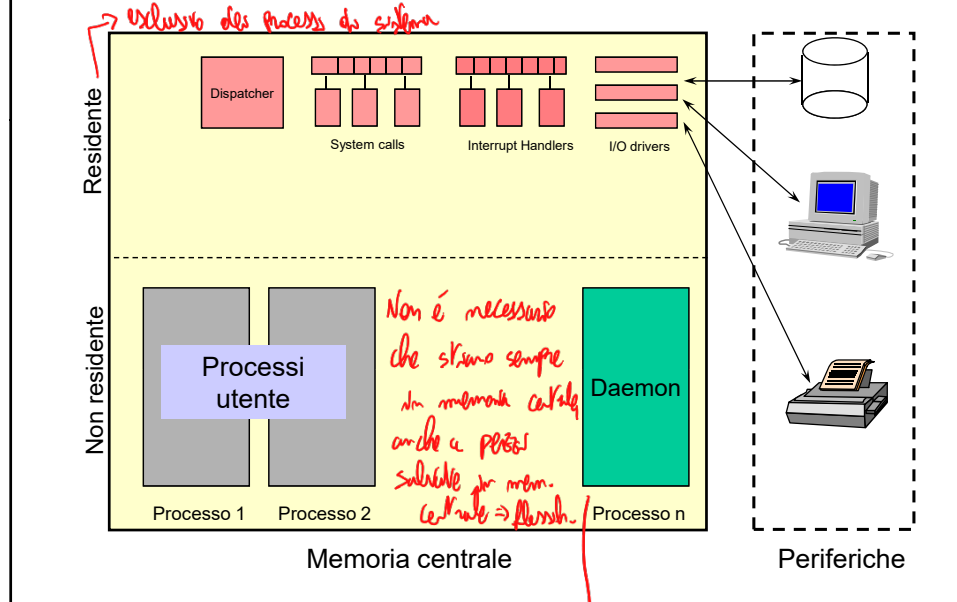 esclusivo dei processi di sistema
Residente
Dispatcher
System calls
Interrupt Handlers
I/O drivers
Non residente
Processi
utente
Non é necessario
che stiano sempre
in memoria centrale
anche a pezzi
salvate in mem.
centrale ⇒
Daemon
Processo 1
Processo 2
Processo n
Memoria centrale
Periferiche